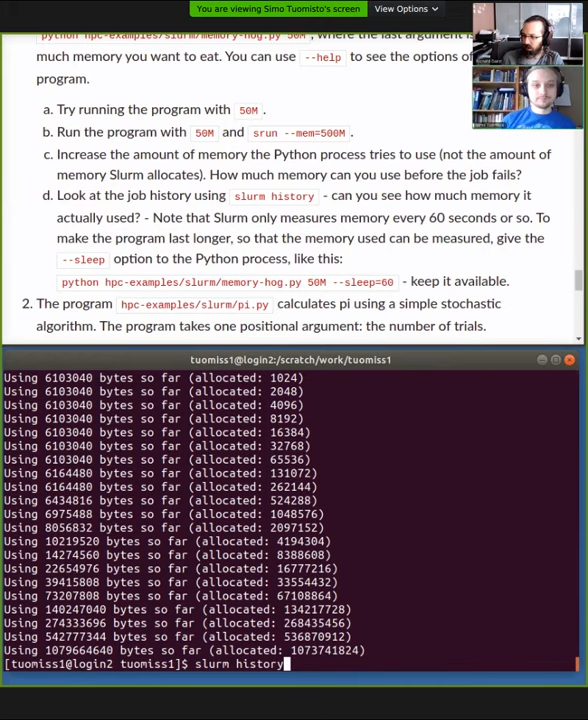 You are viewing Simo Tuomisto's screen
View Options
python hpc-examples/slurm/memory-hog.py 50M , where the last argument is
much memory you want to eat. You can use --help to see the options of
program.
a. Try running the program with 50M .
b. Run the program with 50M and srun --mem=500M .
c. Increase the amount of memory the Python process tries to use (not the amount of
memory Slurm allocates). How much memory can you use before the job fails?
d. Look at the job history using slurm history - can you see how much memory it
actually used? - Note that Slurm only measures memory every 60 seconds or so. To
make the program last longer, so that the memory used can be measured, give the
--sleep option to the Python process, like this:
python hpc-examples/slurm/memory-hog.py 50M --sleep=60 - keep it available.
2. The program hpc-examples/slurm/pi.py calculates pi using a simple stochastic
algorithm. The program takes one positional argument: the number of trials.
tuomiss1@login2:/scratch/work/tuomiss1
Using 6103040 bytes so far (allocated: 1024)
Using 6103040 bytes so far (allocated: 2048)
Using 6103040 bytes so far (allocated: 4096)
Using 6103040 bytes so far (allocated: 8192)
Using 6103040 bytes so far (allocated: 16384)
Using 6103040 bytes so far (allocated: 32768)
Using 6103040 bytes so far (allocated: 65536)
Using 6164480 bytes so far (allocated: 131072)
Using 6164480 bytes so far (allocated: 262144)
Using 6434816 bytes so far (allocated: 524288)
Using 6975488 bytes so far (allocated: 1048576)
Using 8056832 bytes so far (allocated: 2097152)
Using 10219520 bytes so far (allocated: 4194304)
Using 14274560 bytes so far (allocated: 8388608)
Using 22654976 bytes so far (allocated: 16777216)
Using 39415808 bytes so far (allocated: 33554432)
Using 73207808 bytes so far (allocated: 67108864)
Using 140247040 bytes so far (allocated: 134217728)
Using 274333696 bytes so far (allocated: 268435456)
Using 542777344 bytes so far (allocated: 536870912)
Using 1079664640 bytes so far (allocated: 1073741824)
[tuomiss1@login2 tuomiss1]$ slurm history